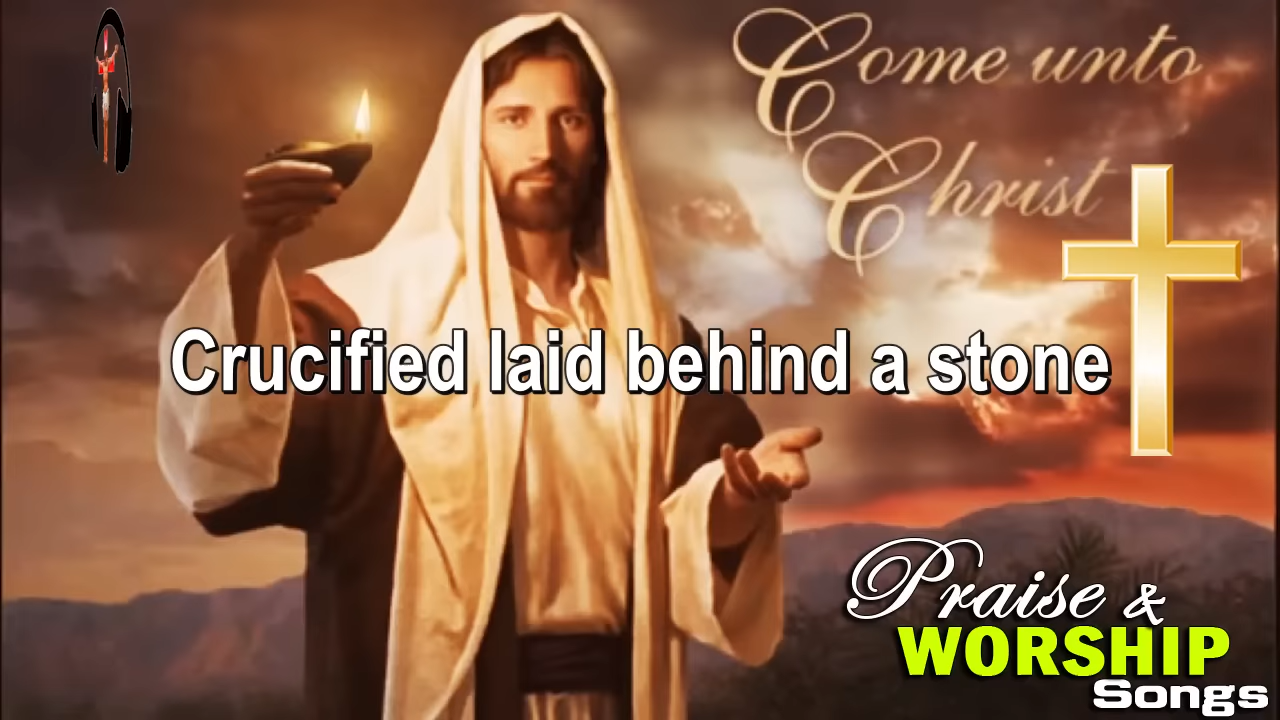 Come unto
Christ
Crucified laid behind a stone
Praise &
WORSHIP
Songs